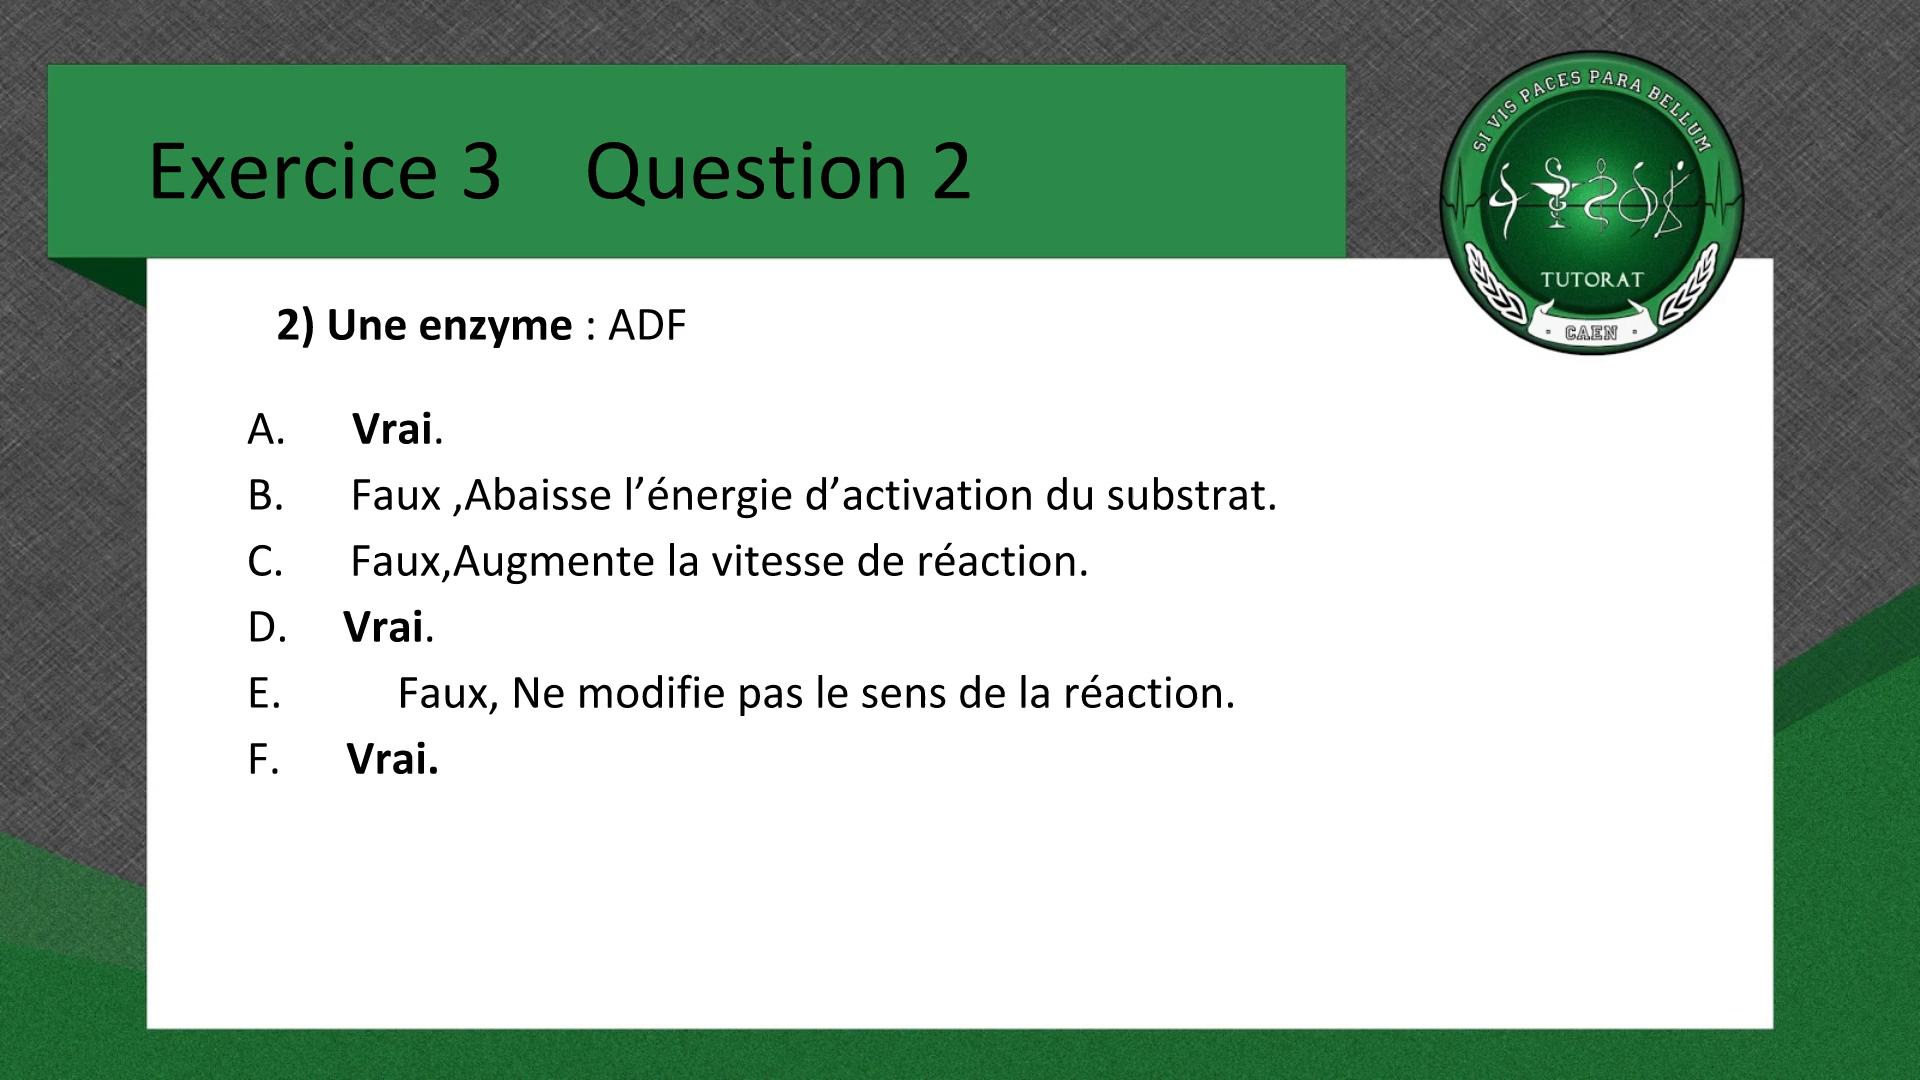 Exercice 3 Question 2
SI VIS PACES PARA BELLUM
TUTORAT
CAEN
2) Une enzyme : ADF
A. Vrai.
B. Faux ,Abaisse l’énergie d’activation du substrat.
C. Faux,Augmente la vitesse de réaction.
D. Vrai.
E. Faux, Ne modifie pas le sens de la réaction.
F. Vrai.